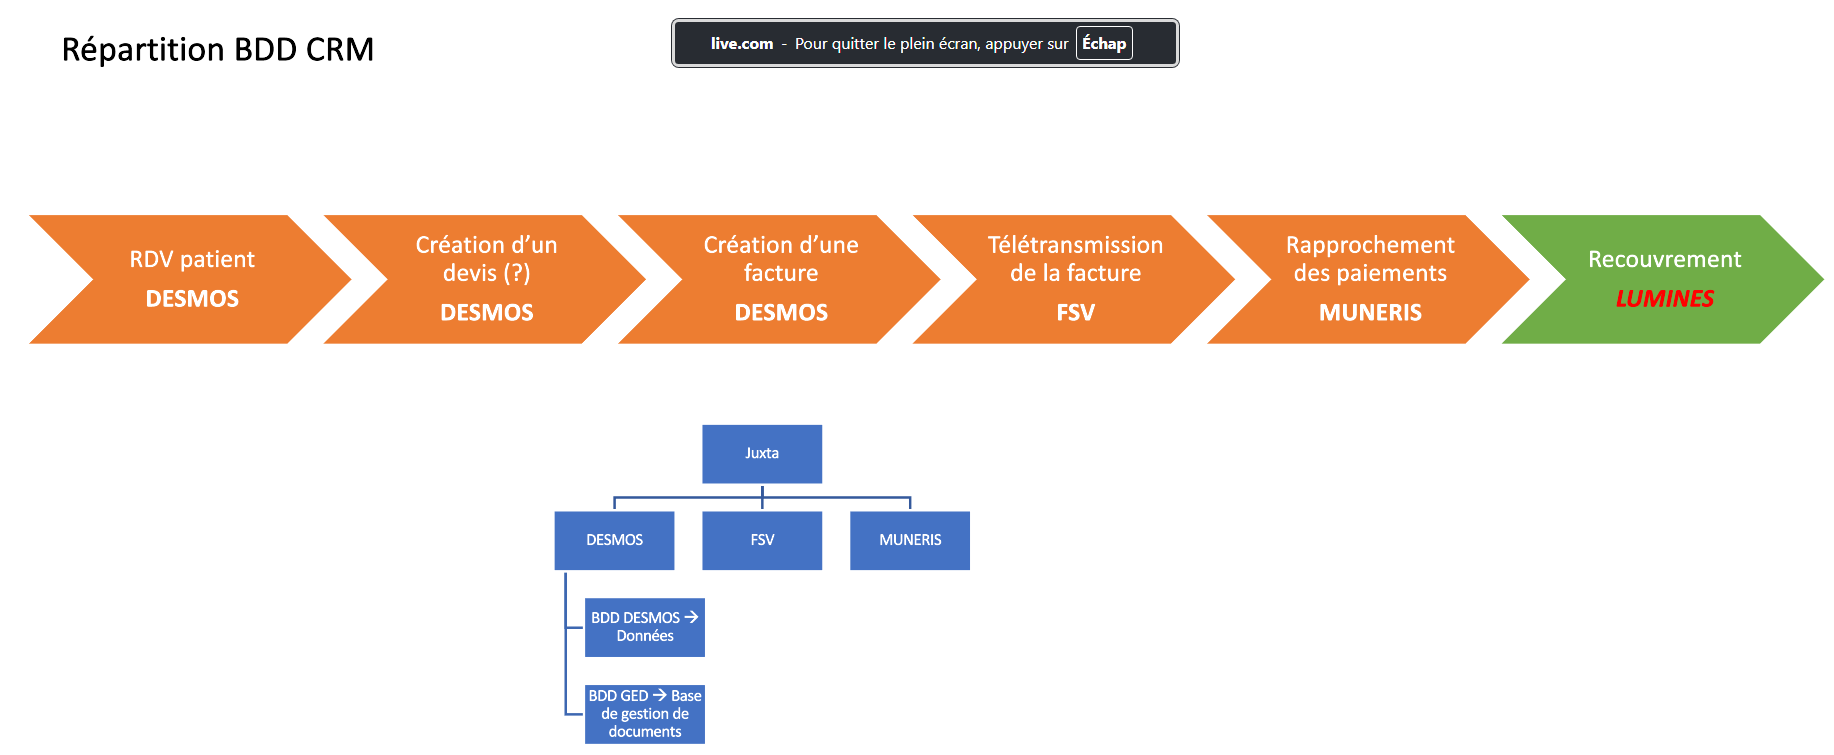 Répartition BDD CRM
live.com - Pour quitter le plein écran, appuyer sur Échap
RDV patient
DESMOS
Création d’un
devis (?)
DESMOS
Création d’une
facture
DESMOS
Télétransmission
de la facture
FSV
Rapprochement
des paiements
MUNERIS
Recouvrement
LUMINES
Juxta
DESMOS
FSV
MUNERIS
BDD DESMOS →
Données
BDD GED → Base
de gestion de
documents